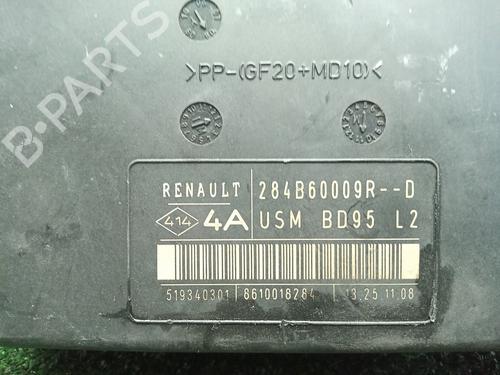 B-PARTS
>PP-(GF20+MD10)<
RENAULT 284B60009R--D
414 4A USM BD95 L2
519340301 8610018284 13.25 11.08